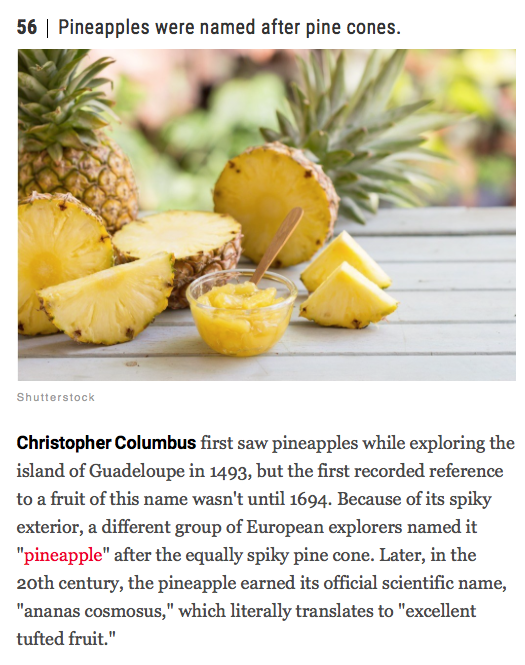 56 | Pineapples were named after pine cones.
Shutterstock
Christopher Columbus first saw pineapples while exploring the
island of Guadeloupe in 1493, but the first recorded reference
to a fruit of this name wasn't until 1694. Because of its spiky
exterior, a different group of European explorers named it
"pineapple" after the equally spiky pine cone. Later, in the
20th century, the pineapple earned its official scientific name,
"ananas cosmosus," which literally translates to "excellent
tufted fruit."